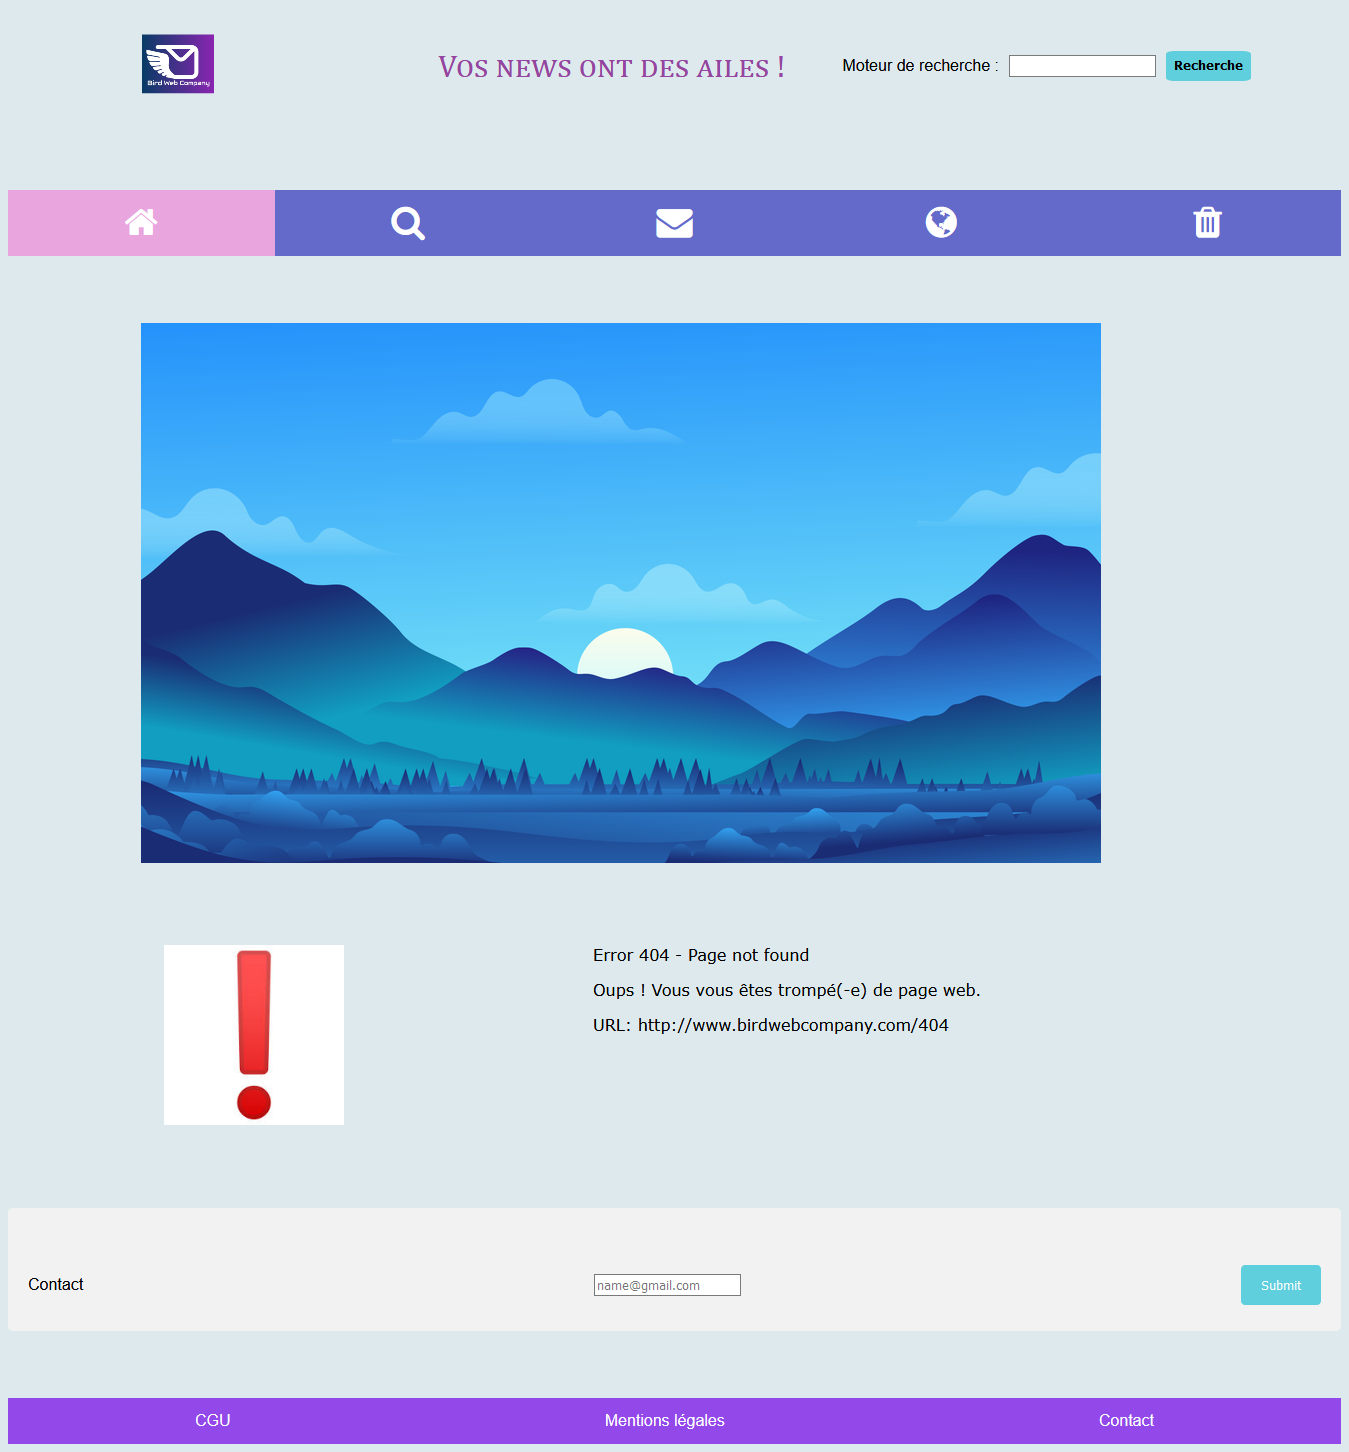 Bird Web Company
Vos news ont des ailes !
Moteur de recherche :
Recherche
Error 404 - Page not found
Oups ! Vous vous êtes trompé(-e) de page web.
URL: http://www.birdwebcompany.com/404
Contact
name@gmail.com
Submit
CGU
Mentions légales
Contact